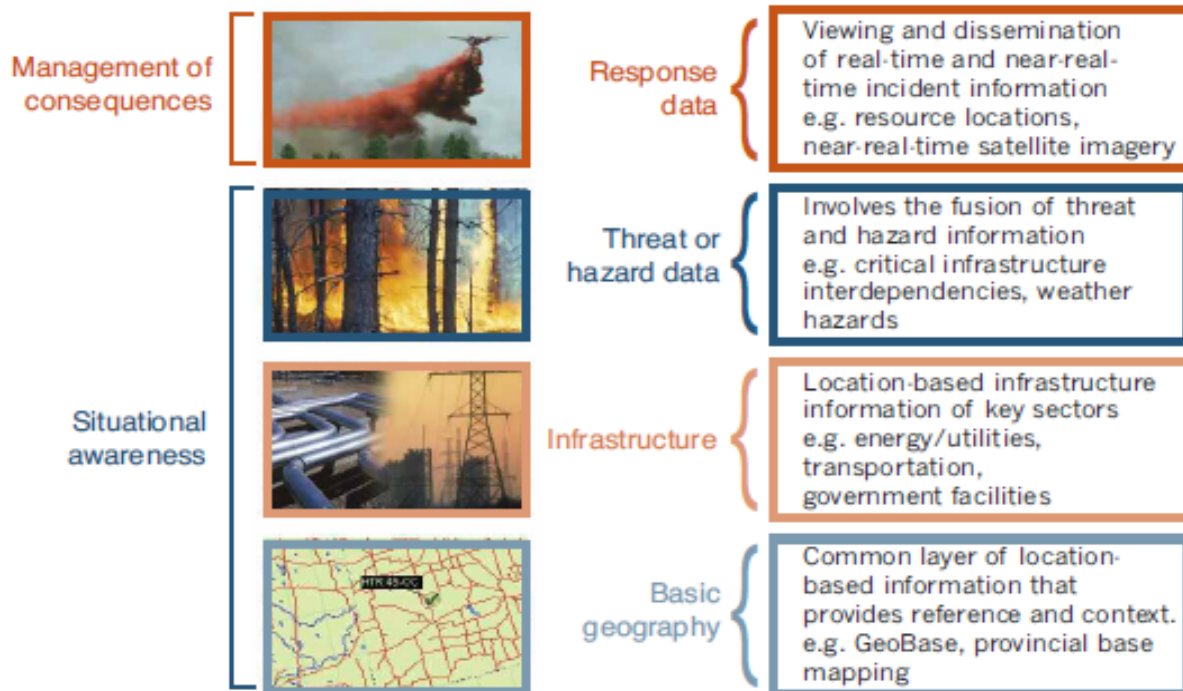 Management of
consequences
Response
data
Viewing and dissemination
of real-time and near-real-
time incident information
e.g. resource locations,
near-real-time satellite imagery
Situational
awareness
Threat or
hazard data
Involves the fusion of threat
and hazard information
e.g. critical infrastructure
interdependencies, weather
hazards
Infrastructure
Location-based infrastructure
information of key sectors
e.g. energy/utilities,
transportation,
government facilities
Basic
geography
Common layer of location-
based information that
provides reference and context.
e.g. GeoBase, provincial base
mapping